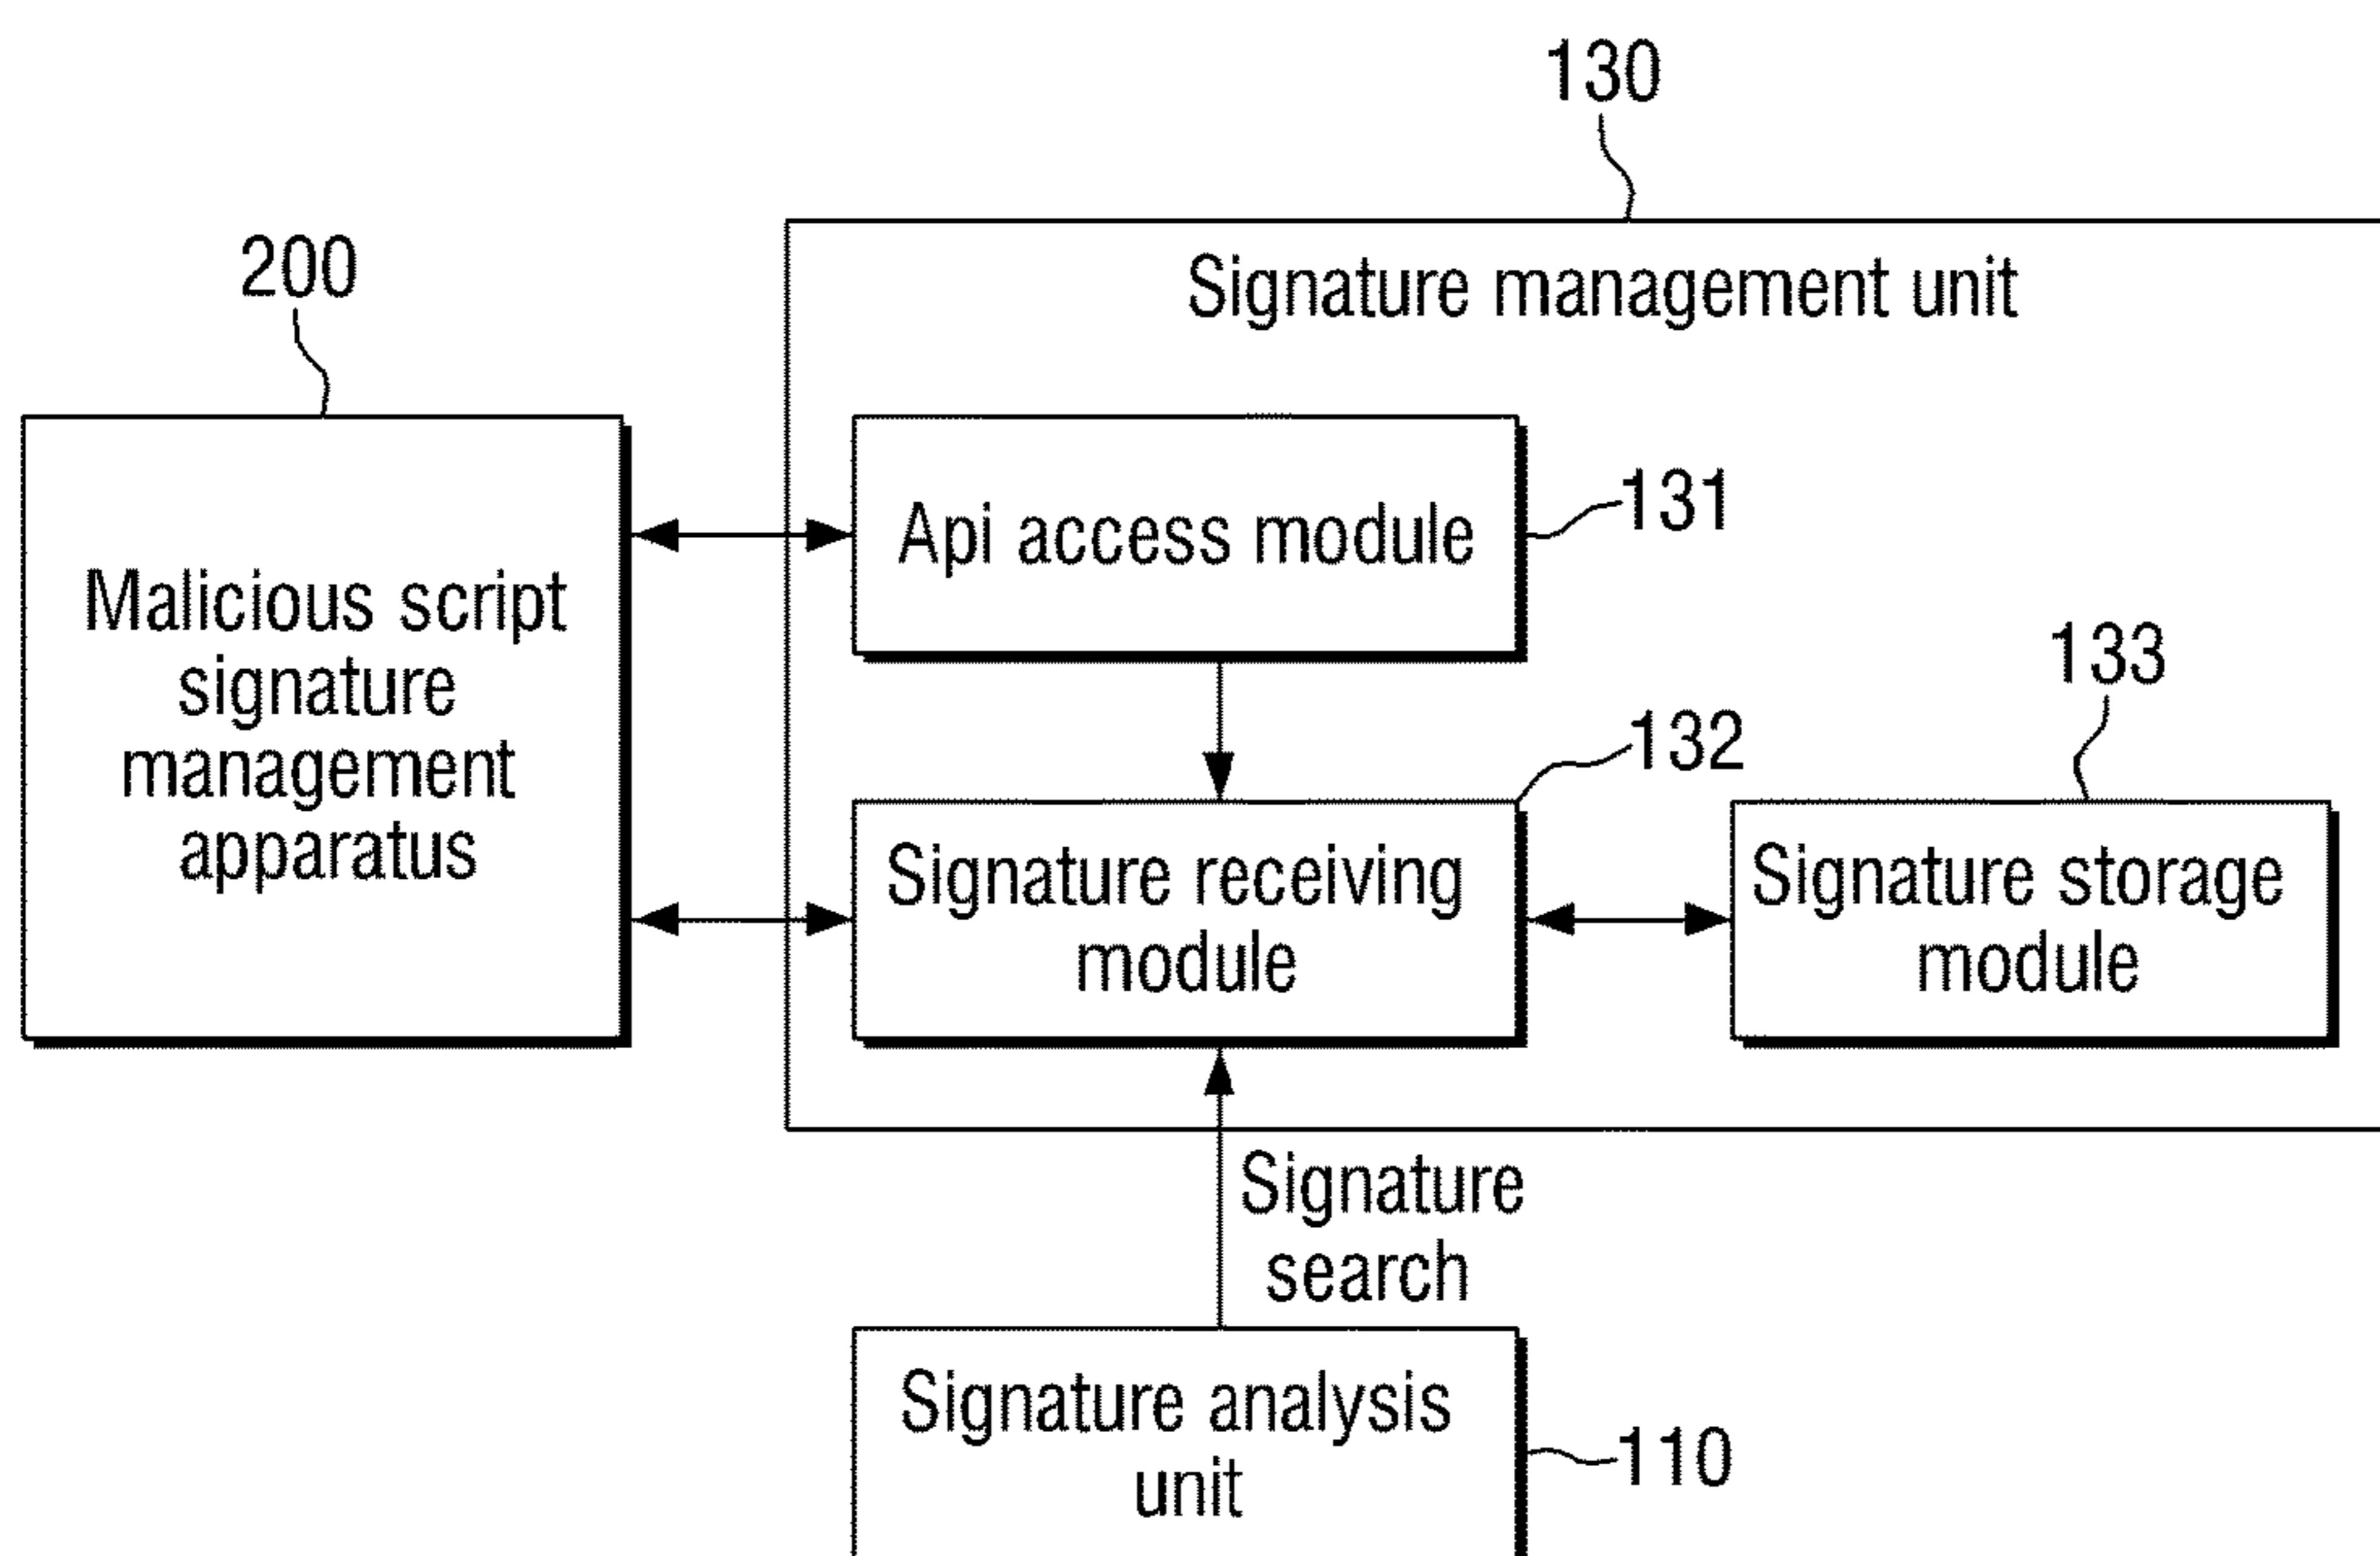 130
200
Signature management unit
Api access module
131
Malicious script
signature
management
apparatus
133
132
Signature receiving
module
Signature storage
module
Signature
search
Signature analysis
unit
110